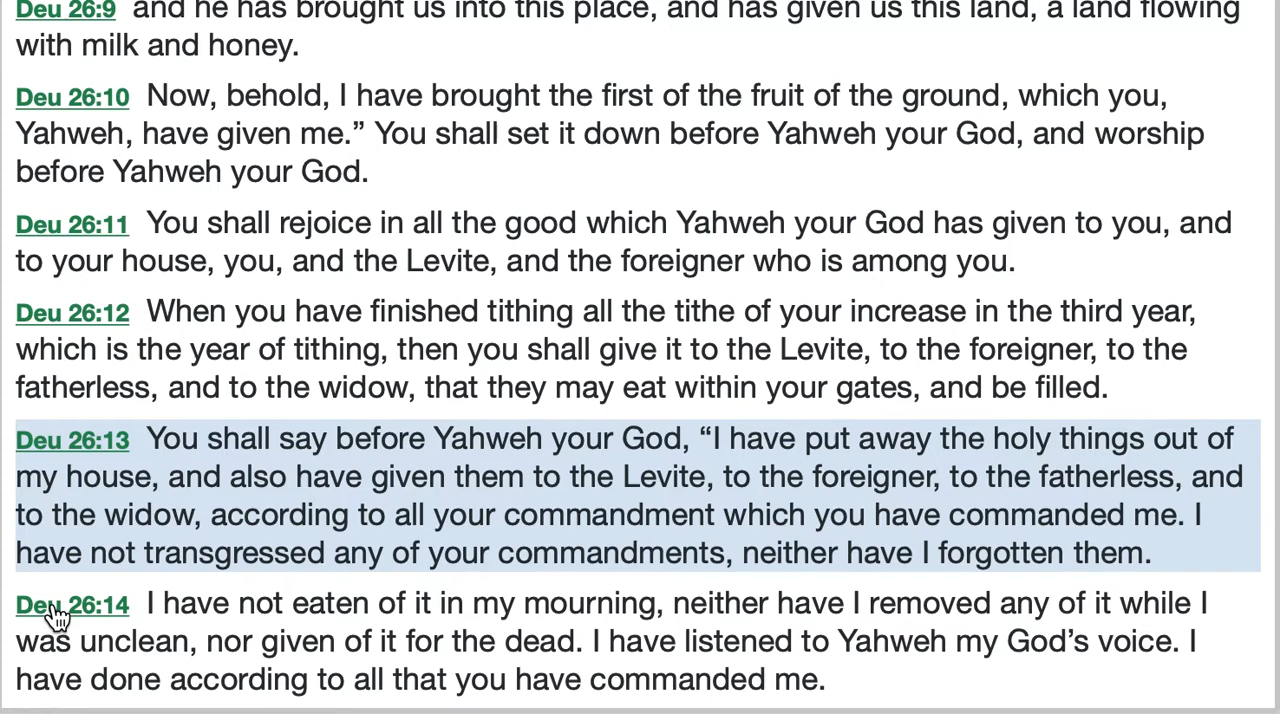 Deu 26:9 and he has brought us into this place, and has given us this land, a land flowing
with milk and honey.
Deu 26:10 Now, behold, I have brought the first of the fruit of the ground, which you,
Yahweh, have given me.” You shall set it down before Yahweh your God, and worship
before Yahweh your God.
Deu 26:11 You shall rejoice in all the good which Yahweh your God has given to you, and
to your house, you, and the Levite, and the foreigner who is among you.
Deu 26:12 When you have finished tithing all the tithe of your increase in the third year,
which is the year of tithing, then you shall give it to the Levite, to the foreigner, to the
fatherless, and to the widow, that they may eat within your gates, and be filled.
Deu 26:13 You shall say before Yahweh your God, “I have put away the holy things out of
my house, and also have given them to the Levite, to the foreigner, to the fatherless, and
to the widow, according to all your commandment which you have commanded me. I
have not transgressed any of your commandments, neither have I forgotten them.
Deu 26:14 I have not eaten of it in my mourning, neither have I removed any of it while I
was unclean, nor given of it for the dead. I have listened to Yahweh my God’s voice. I
have done according to all that you have commanded me.